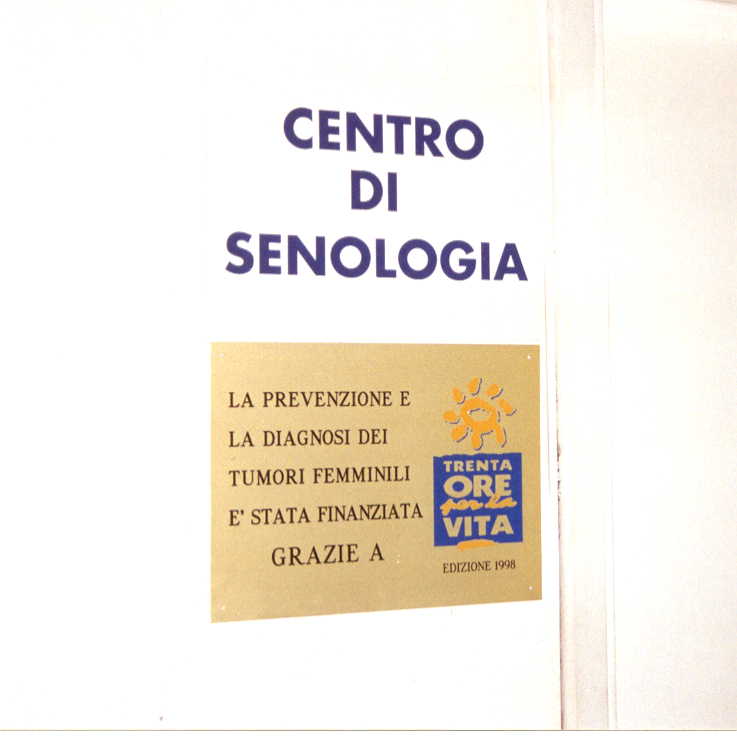 CENTRO
DI
SENOLOGIA
LA PREVENZIONE E
LA DIAGNOSI DEI
TUMORI FEMMINILI
E' STATA FINANZIATA
GRAZIE A
TRENTA
ORE
per la
VITA
EDIZIONE 1998